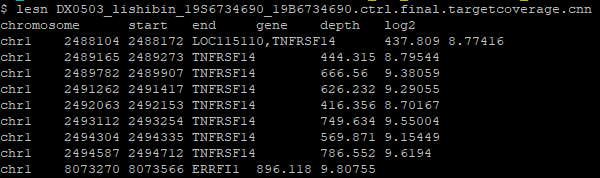 $ lesn DX0503_lishibin_19S6734690_19B6734690.ctrl.final.targetcoverage.cnn
chromosome start end gene depth log2
chr1 2488104 2488172 LOC115110,TNFRSF14 437.809 8.77416
chr1 2489165 2489273 TNFRSF14 444.315 8.79544
chr1 2489782 2489907 TNFRSF14 666.56 9.38059
chr1 2491262 2491417 TNFRSF14 626.232 9.29055
chr1 2492063 2492153 TNFRSF14 416.356 8.70167
chr1 2493112 2493254 TNFRSF14 749.634 9.55004
chr1 2494304 2494335 TNFRSF14 569.871 9.15449
chr1 2494587 2494712 TNFRSF14 786.552 9.6194
chr1 8073270 8073566 ERRFI1 896.118 9.80755